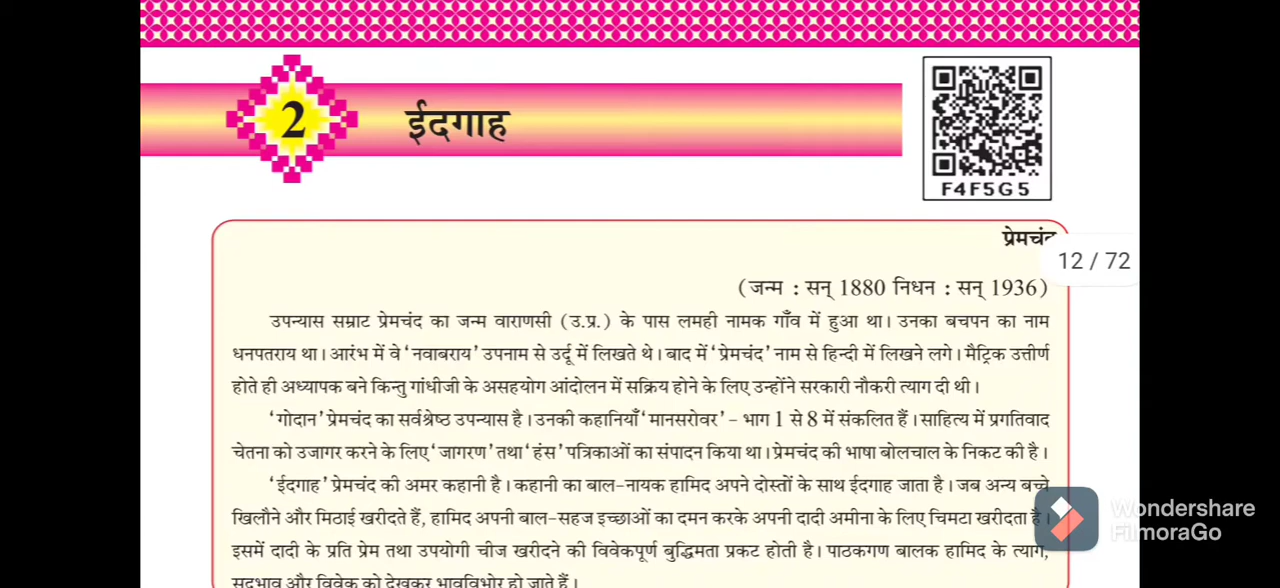 2 ईदगाह
F4F5G5
प्रेमचंद
12 / 72
(जन्म : सन् 1880 निधन : सन् 1936)
उपन्यास सम्राट प्रेमचंद का जन्म वाराणसी (उ.प्र.) के पास लमही नामक गाँव में हुआ था। उनका बचपन का नाम
धनपतराय था। आरंभ में वे 'नवाबराय' उपनाम से उर्दू में लिखते थे। बाद में 'प्रेमचंद' नाम से हिन्दी में लिखने लगे। मैट्रिक उत्तीर्ण
होते ही अध्यापक बने किन्तु गांधीजी के असहयोग आंदोलन में सक्रिय होने के लिए उन्होंने सरकारी नौकरी त्याग दी थी।
'गोदान' प्रेमचंद का सर्वश्रेष्ठ उपन्यास है। उनकी कहानियाँ 'मानसरोवर' - भाग 1 से 8 में संकलित हैं। साहित्य में प्रगतिवाद
चेतना को उजागर करने के लिए 'जागरण' तथा 'हंस' पत्रिकाओं का संपादन किया था। प्रेमचंद की भाषा बोलचाल के निकट की है।
'ईदगाह' प्रेमचंद की अमर कहानी है। कहानी का बाल-नायक हामिद अपने दोस्तों के साथ ईदगाह जाता है। जब अन्य बच्चे
खिलौने और मिठाई खरीदते हैं, हामिद अपनी बाल-सहज इच्छाओं का दमन करके अपनी दादी अमीना के लिए चिमटा खरीदता है।
इसमें दादी के प्रति प्रेम तथा उपयोगी चीज खरीदने की विवेकपूर्ण बुद्धिमता प्रकट होती है। पाठकगण बालक हामिद के त्याग,
सदभाव और विवेक को देखकर भावविभोर हो जाते हैं।
Wondershare
FilmoraGo